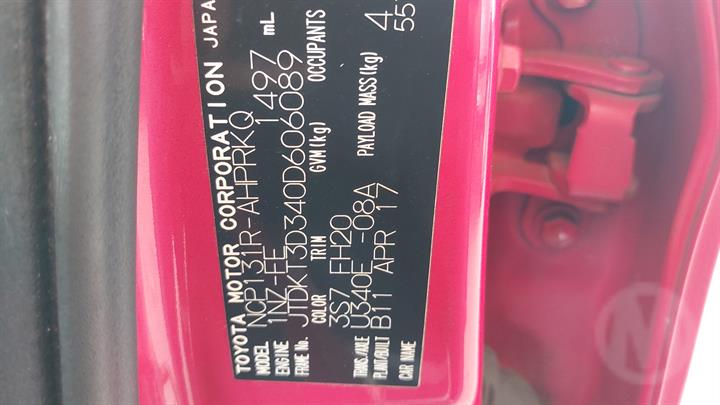 TOYOTA MOTOR CORPORATION JAPA
MODEL NCP131R-AHPRKQ
ENGINE 1NZ-FE 1497 mL
FRAME No. JTDKT3D340D606089
COLOR TRIM GVM(kg) OCCUPANTS
3S7 FH20 4
TRANS./AXLE U340E -08A PAYLOAD MASS(kg) 55
PLANT/BUILT B11 APR 17
CAR NAME